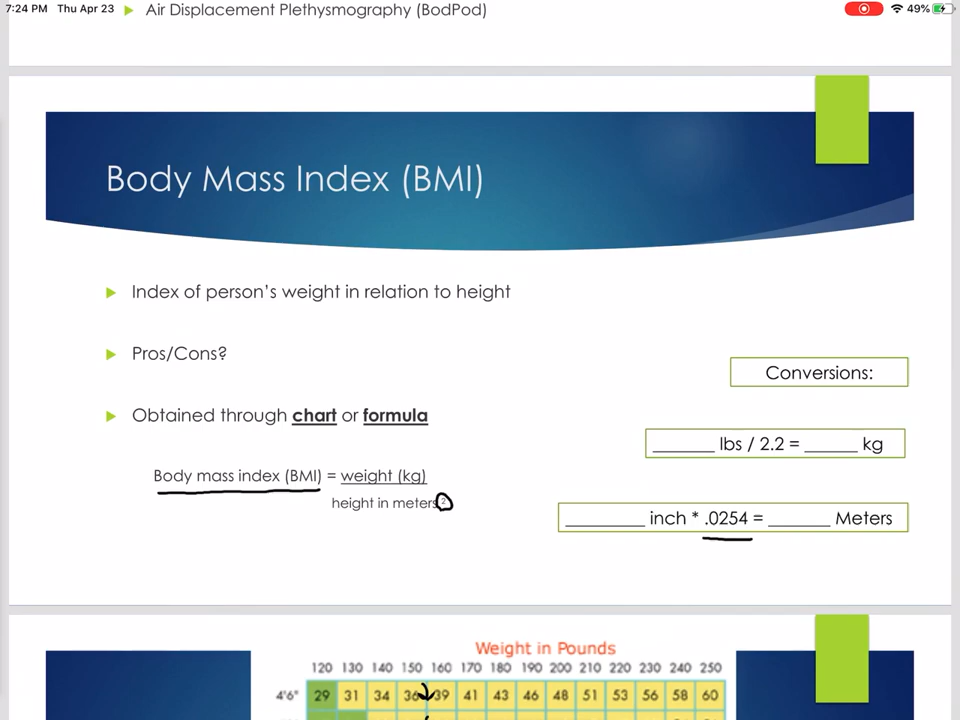 7:24 PM Thu Apr 23
49%
Air Displacement Plethysmography (BodPod)
Body Mass Index (BMI)
Index of person's weight in relation to height
Pros/Cons?
Obtained through chart or formula
Body mass index (BMI) = weight (kg)
height in meters2
Conversions:
______ lbs / 2.2 = _____ kg
________ inch * .0254 = ______ Meters
Weight in Pounds
120 130 140 150 160 170 180 190 200 210 220 230 240 250
4'6" 29 31 34 36 39 41 43 46 48 51 53 56 58 60